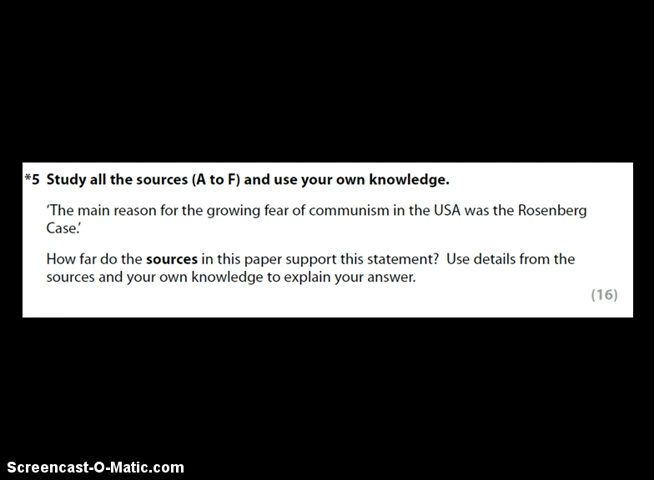 *5 Study all the sources (A to F) and use your own knowledge.
'The main reason for the growing fear of communism in the USA was the Rosenberg
Case.'
How far do the sources in this paper support this statement? Use details from the
sources and your own knowledge to explain your answer.
(16)
Screencast-O-Matic.com